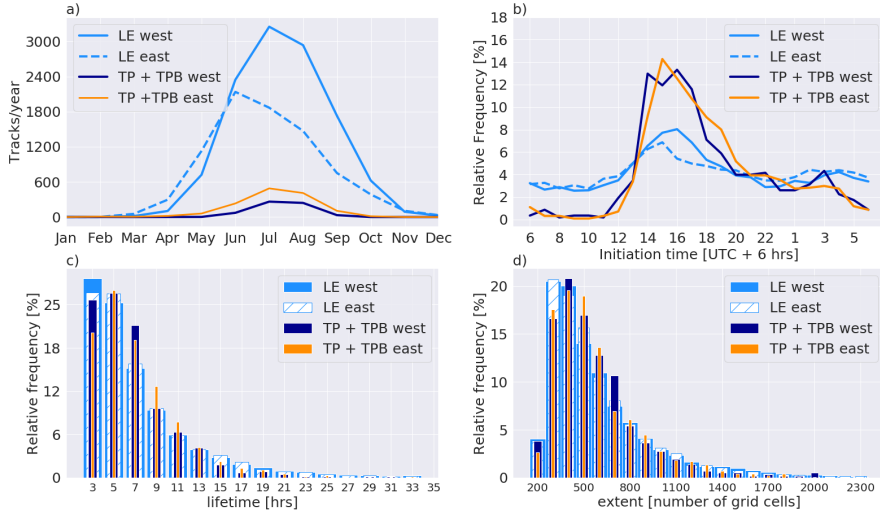 a)
LE west
LE east
TP + TPB west
TP +TPB east
3000
2400
1800
1200
600
0
Tracks/year
Jan Feb Mar Apr May Jun Jul Aug Sep Oct Nov Dec
b)
LE west
LE east
TP + TPB west
TP + TPB east
18
16
14
12
10
8
6
4
2
0
Relative Frequency [%]
6 8 10 12 14 16 18 20 22 1 3 5
Initiation time [UTC + 6 hrs]
c)
LE west
LE east
TP + TPB west
TP + TPB east
25
18
12
6
0
Relative frequency [%]
3 5 7 9 11 13 15 17 19 21 23 25 27 29 31 33 35
lifetime [hrs]
d)
LE west
LE east
TP + TPB west
TP + TPB east
20
15
10
5
0
Relative frequency [%]
200 500 800 1100 1400 1700 2000 2300
extent [number of grid cells]